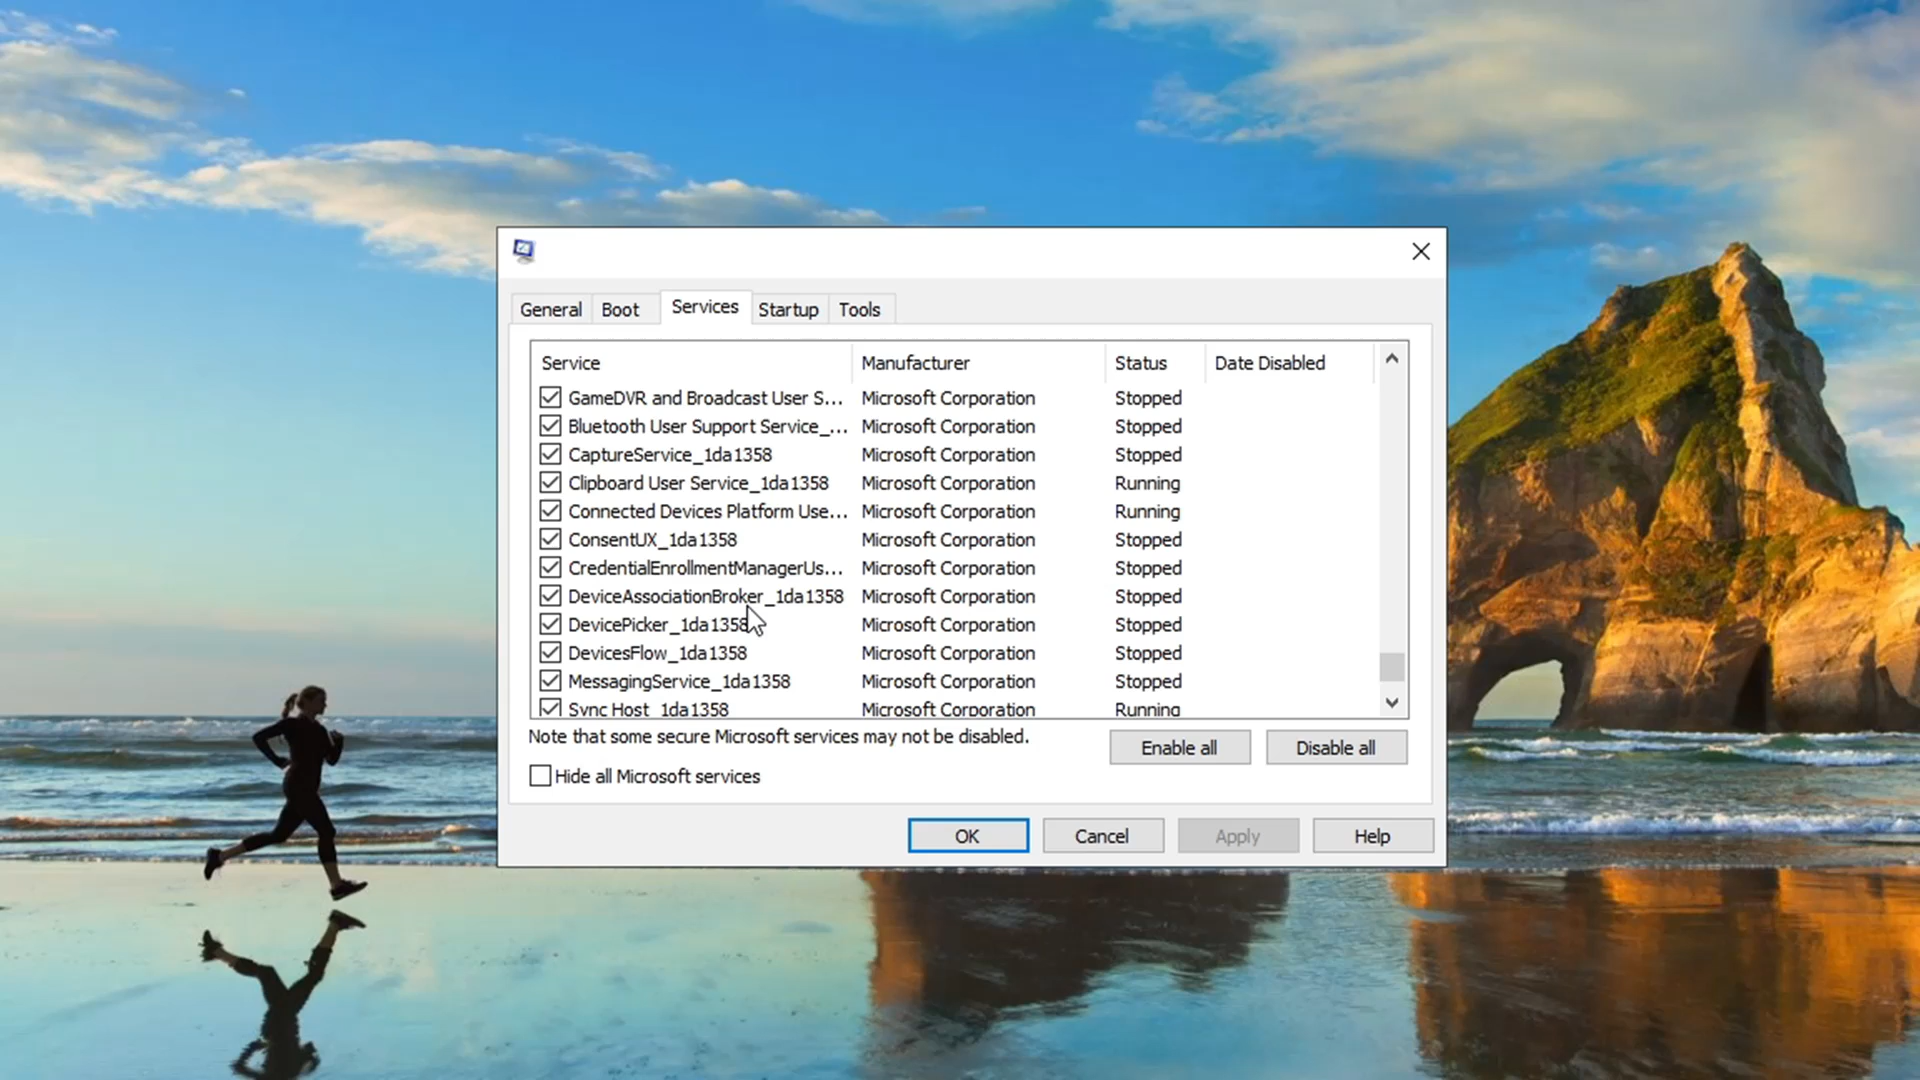 General Boot Services Startup Tools
Service Manufacturer Status Date Disabled
GameDVR and Broadcast User S... Microsoft Corporation Stopped
Bluetooth User Support Service_... Microsoft Corporation Stopped
CaptureService_1da1358 Microsoft Corporation Stopped
Clipboard User Service_1da1358 Microsoft Corporation Running
Connected Devices Platform Use... Microsoft Corporation Running
ConsentUX_1da1358 Microsoft Corporation Stopped
CredentialEnrollmentManagerUs... Microsoft Corporation Stopped
DeviceAssociationBroker_1da1358 Microsoft Corporation Stopped
DevicePicker_1da1358 Microsoft Corporation Stopped
DevicesFlow_1da1358 Microsoft Corporation Stopped
MessagingService_1da1358 Microsoft Corporation Stopped
Sync Host_1da1358 Microsoft Corporation Running
Note that some secure Microsoft services may not be disabled.
Enable all Disable all
Hide all Microsoft services
OK Cancel Apply Help